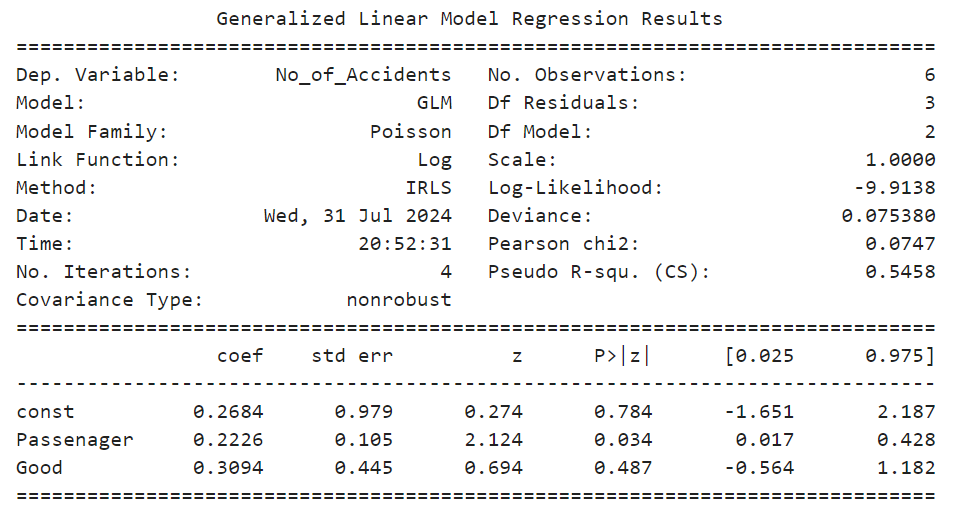 Generalized Linear Model Regression Results
==============================================================================
Dep. Variable: No_of_Accidents No. Observations: 6
Model: GLM Df Residuals: 3
Model Family: Poisson Df Model: 2
Link Function: Log Scale: 1.0000
Method: IRLS Log-Likelihood: -9.9138
Date: Wed, 31 Jul 2024 Deviance: 0.075380
Time: 20:52:31 Pearson chi2: 0.0747
No. Iterations: 4 Pseudo R-squ. (CS): 0.5458
Covariance Type: nonrobust
==============================================================================
coef std err z P>|z| [0.025 0.975]
------------------------------------------------------------------------------
const 0.2684 0.979 0.274 0.784 -1.651 2.187
Passenager 0.2226 0.105 2.124 0.034 0.017 0.428
Good 0.3094 0.445 0.694 0.487 -0.564 1.182
==============================================================================